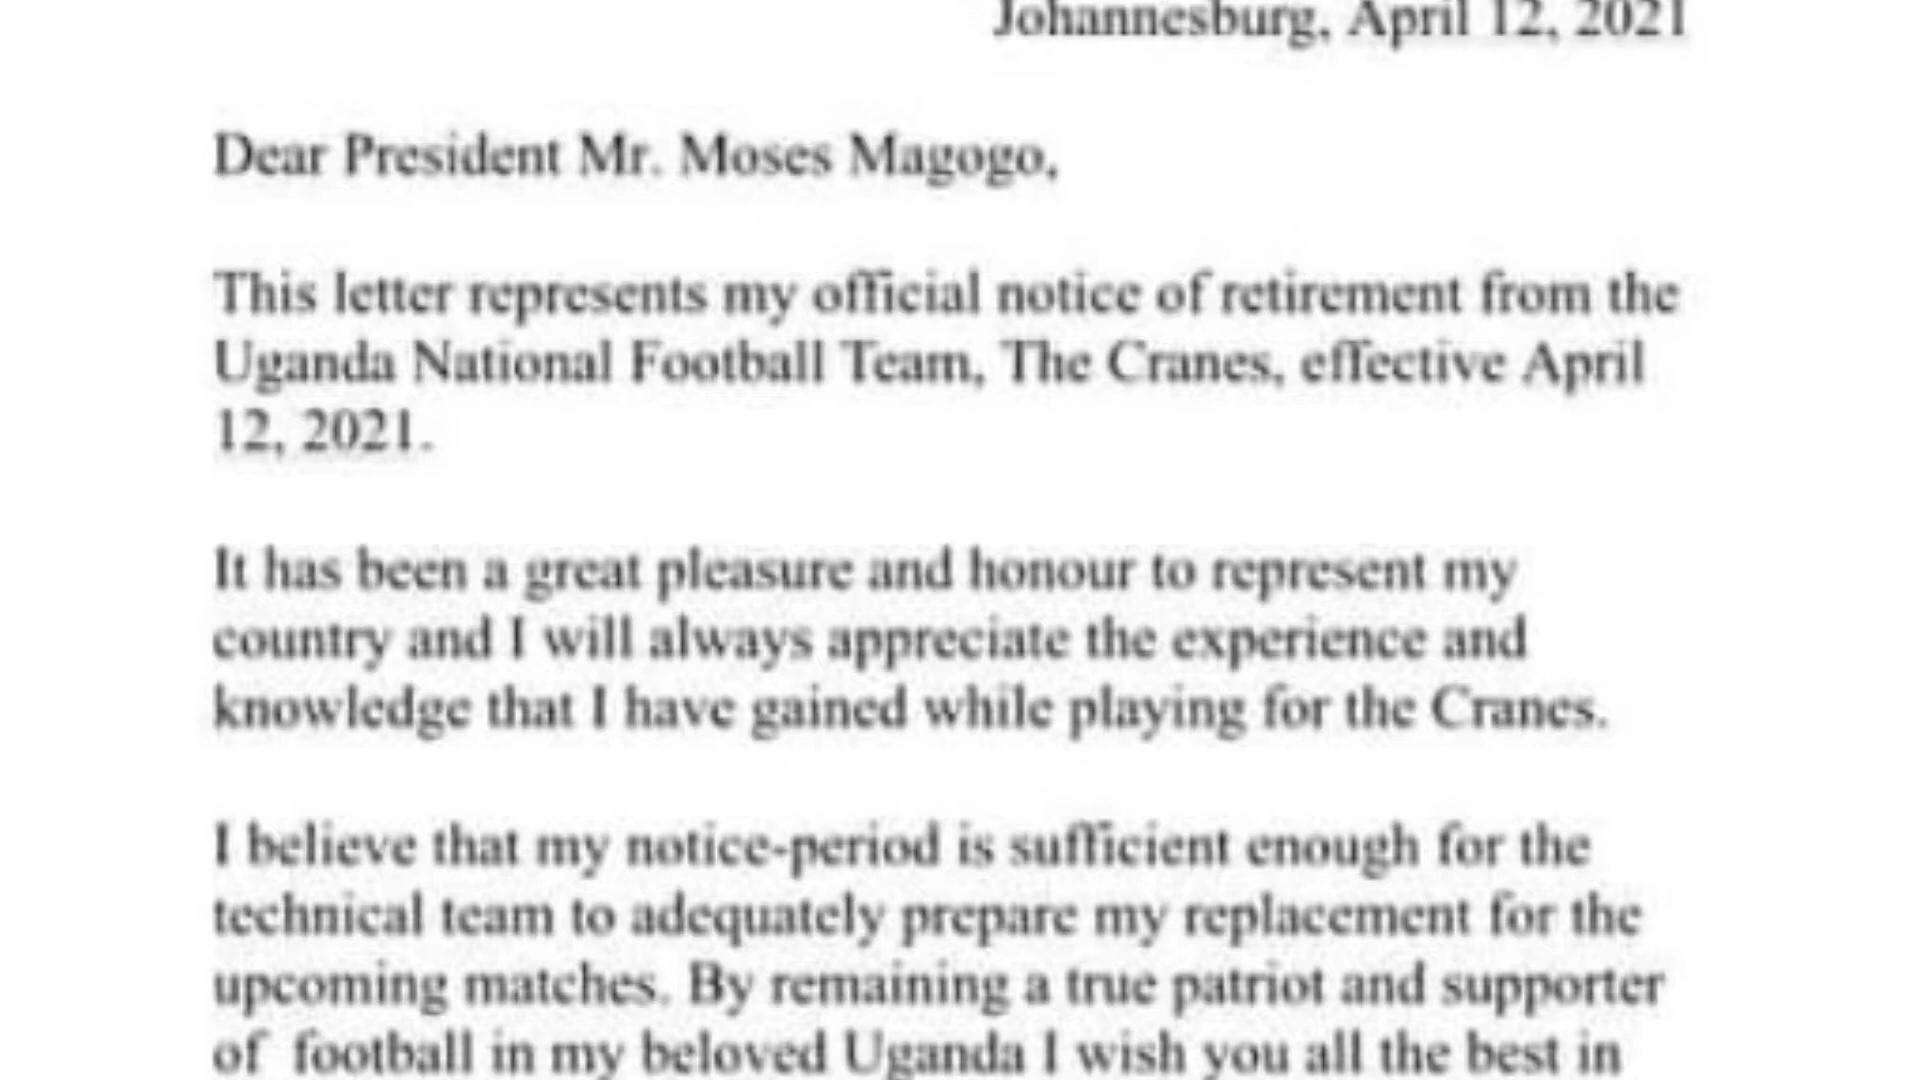 Johannesburg, April 12, 2021
Dear President Mr. Moses Magogo,
This letter represents my official notice of retirement from the
Uganda National Football Team, The Cranes, effective April
12, 2021.
It has been a great pleasure and honour to represent my
country and I will always appreciate the experience and
knowledge that I have gained while playing for the Cranes.
I believe that my notice-period is sufficient enough for the
technical team to adequately prepare my replacement for the
upcoming matches. By remaining a true patriot and supporter
of football in my beloved Uganda I wish you all the best in